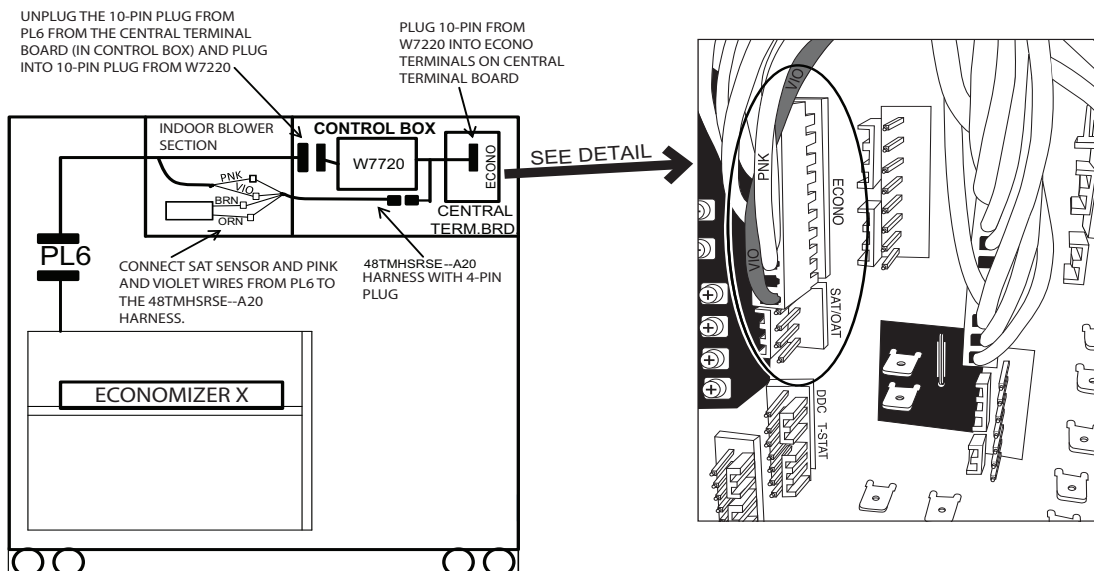 UNPLUG THE 10-PIN PLUG FROM
PL6 FROM THE CENTRAL TERMINAL
BOARD (IN CONTROL BOX) AND PLUG
INTO 10-PIN PLUG FROM W7220
PLUG 10-PIN FROM
W7220 INTO ECONO
TERMINALS ON CENTRAL
TERMINAL BOARD
INDOOR BLOWER
SECTION
CONTROL BOX
W7720
ECONO
CENTRAL
TERM.BRD
SEE DETAIL
PNK
VIO
BRN
ORN
PL6
CONNECT SAT SENSOR AND PINK
AND VIOLET WIRES FROM PL6 TO
THE 48TMHSRSE--A20
HARNESS.
48TMHSRSE--A20
HARNESS WITH 4-PIN
PLUG
ECONOMIZER X
VIO
PNK
VIO
ECONO
SAT/OAT
DDC T-STAT